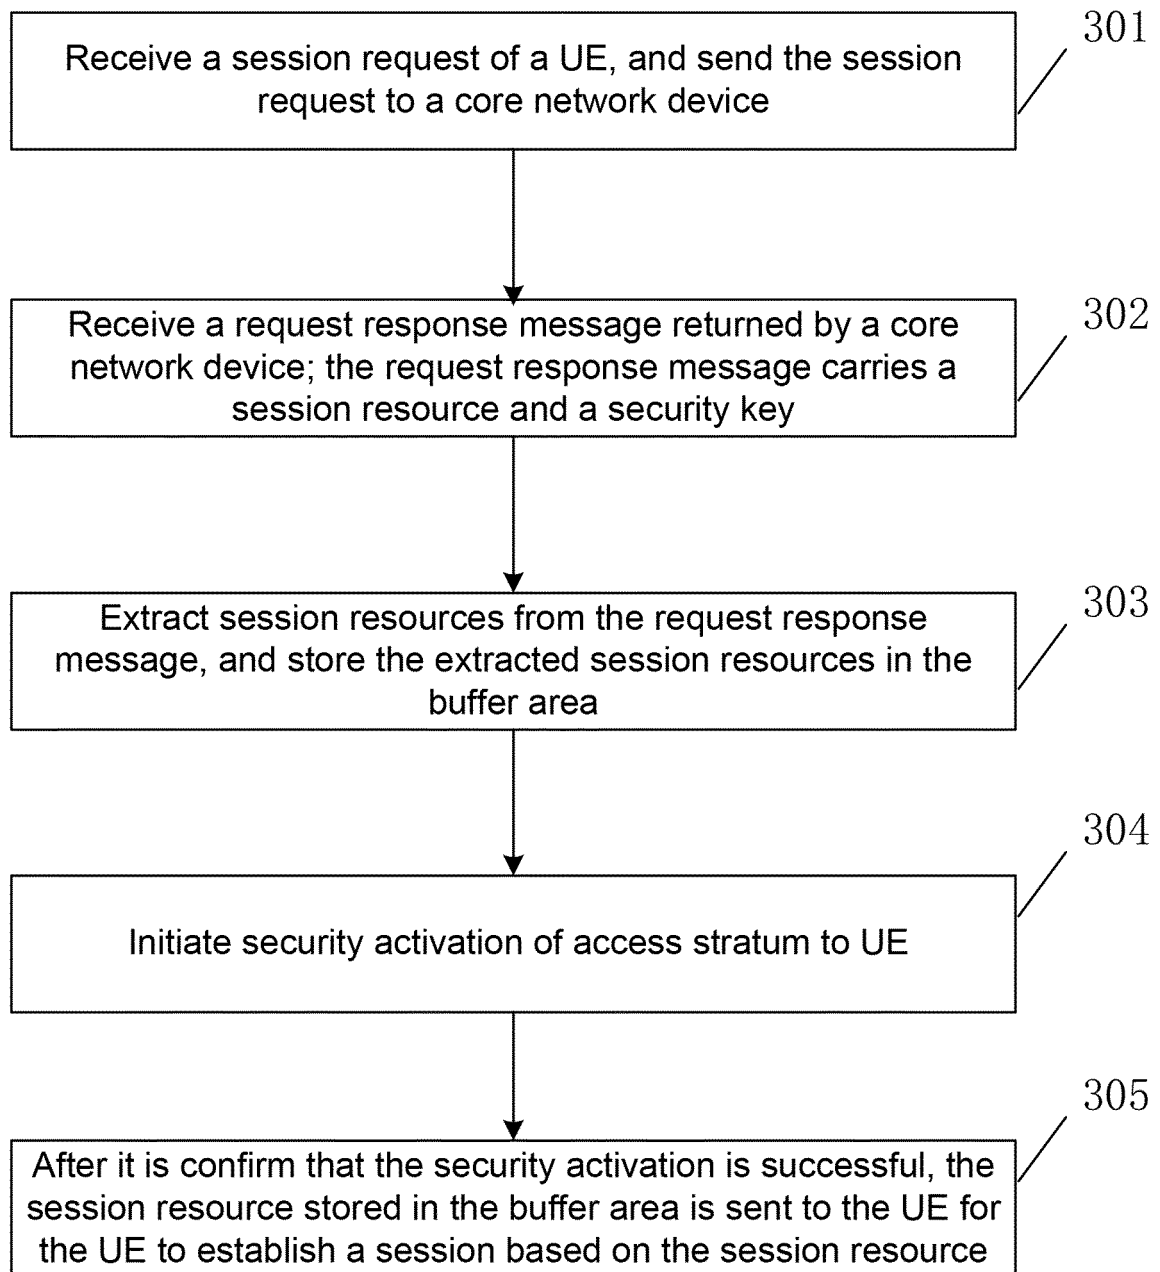 301
Receive a session request of a UE, and send the session
request to a core network device
302
Receive a request response message returned by a core
network device; the request response message carries a
session resource and a security key
303
Extract session resources from the request response
message, and store the extracted session resources in the
buffer area
304
Initiate security activation of access stratum to UE
305
After it is confirm that the security activation is successful, the
session resource stored in the buffer area is sent to the UE for
the UE to establish a session based on the session resource